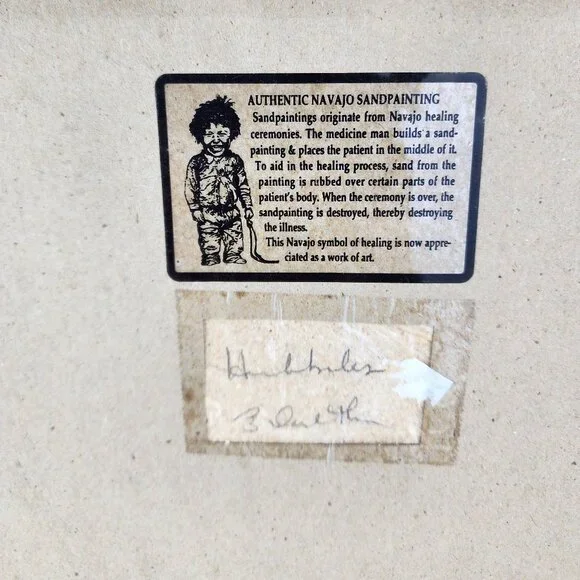 AUTHENTIC NAVAJO SANDPAINTING
Sandpaintings originate from Navajo healing
ceremonies. The medicine man builds a sand-
painting & places the patient in the middle of it.
To aid in the healing process, sand from the
painting is rubbed over certain parts of the
patient's body. When the ceremony is over, the
sandpainting is destroyed, thereby destroying
the illness.
This Navajo symbol of healing is now appre-
ciated as a work of art.